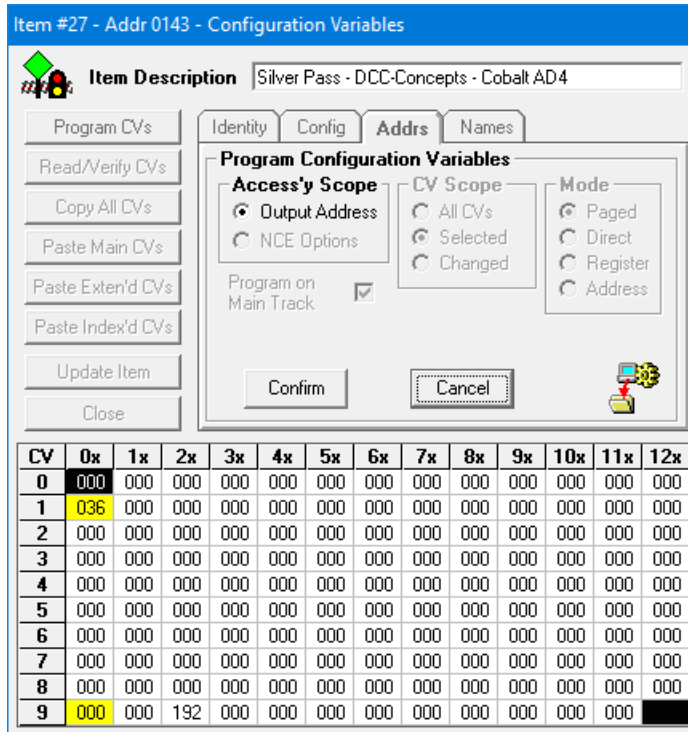 Item #27 - Addr 0143 - Configuration Variables
Item Description Silver Pass - DCC-Concepts - Cobalt AD4
Program CVs
Read/Verify CVs
Copy All CVs
Paste Main CVs
Paste Exten'd CVs
Paste Index'd CVs
Update Item
Close
Identity Config Addrs Names
Program Configuration Variables
Access'y Scope
Output Address
NCE Options
CV Scope
All CVs
Selected
Changed
Mode
Paged
Direct
Register
Address
Program on
Main Track
Confirm Cancel
CV 0x 1x 2x 3x 4x 5x 6x 7x 8x 9x 10x 11x 12x
0 000 000 000 000 000 000 000 000 000 000 000 000 000
1 036 000 000 000 000 000 000 000 000 000 000 000 000
2 000 000 000 000 000 000 000 000 000 000 000 000 000
3 000 000 000 000 000 000 000 000 000 000 000 000 000
4 000 000 000 000 000 000 000 000 000 000 000 000 000
5 000 000 000 000 000 000 000 000 000 000 000 000 000
6 000 000 000 000 000 000 000 000 000 000 000 000 000
7 000 000 000 000 000 000 000 000 000 000 000 000 000
8 000 000 000 000 000 000 000 000 000 000 000 000 000
9 000 000 192 000 000 000 000 000 000 000 000 000